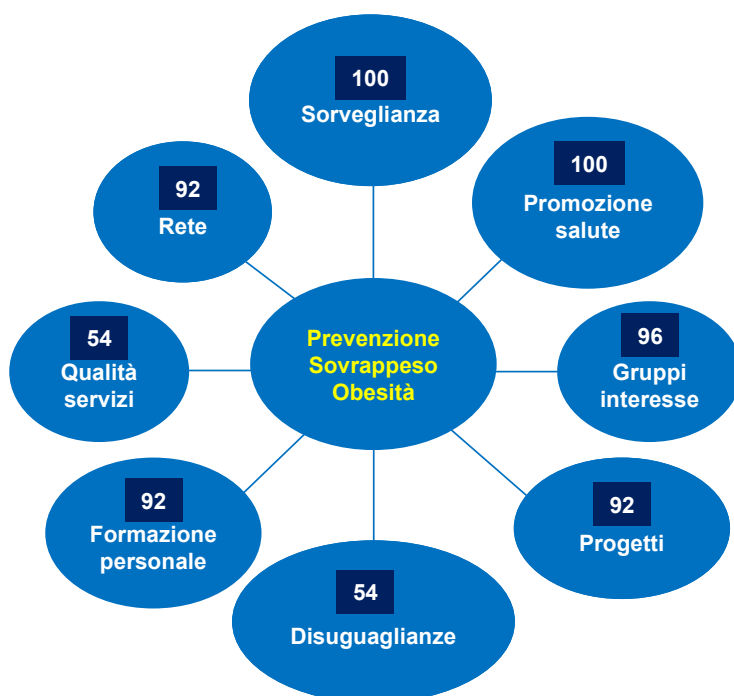 100
Sorveglianza
100
Promozione
salute
96
Gruppi
interesse
92
Progetti
54
Disuguaglianze
92
Formazione
personale
54
Qualità
servizi
92
Rete
Prevenzione
Sovrappeso
Obesità